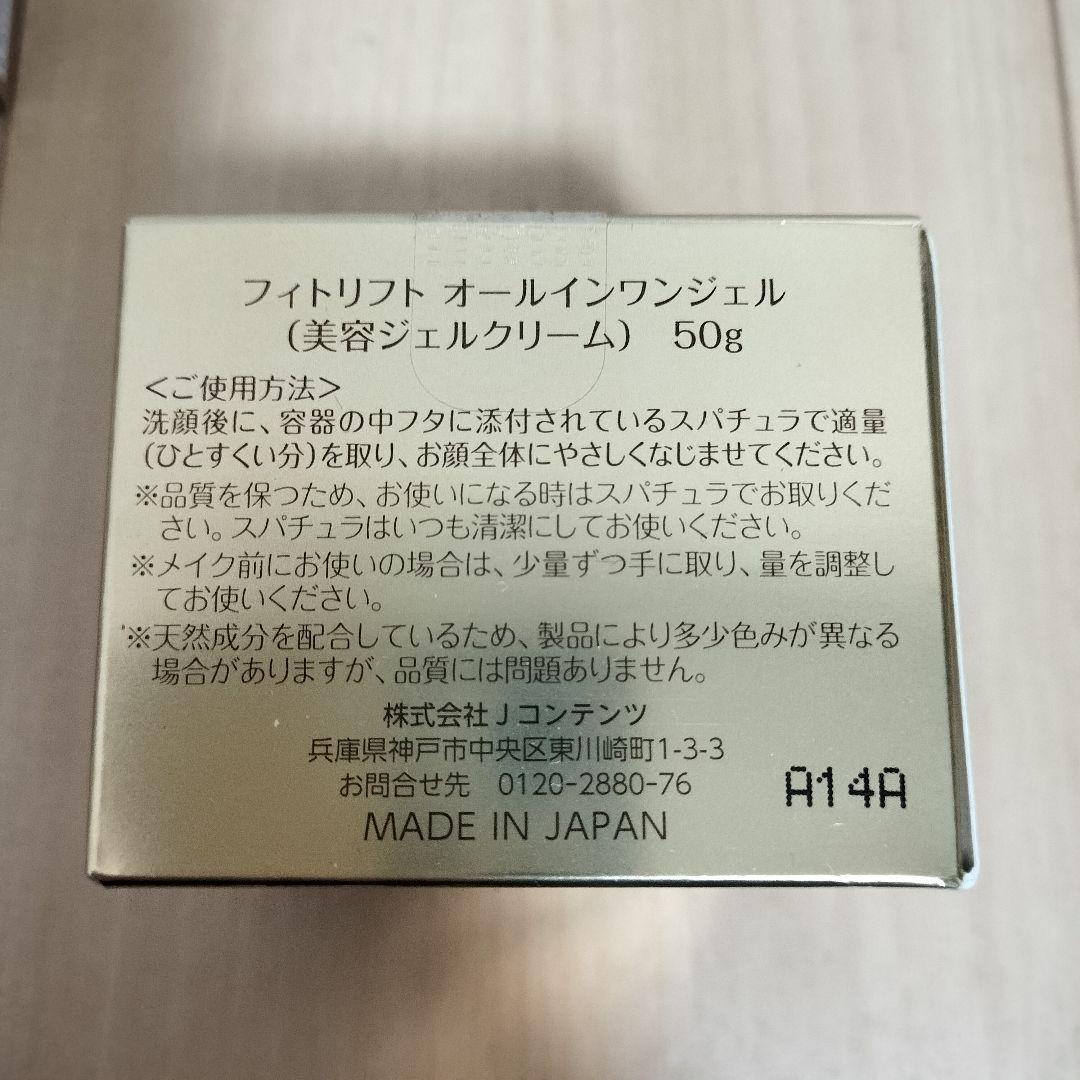 フィトリフト オールインワンジェル
（美容ジェルクリーム） 50g
＜ご使用方法＞
洗顔後に、容器の中フタに添付されているスパチュラで適量
（ひとすくい分）を取り、お顔全体にやさしくなじませてください。
※品質を保つため、お使いになる時はスパチュラでお取りくだ
さい。スパチュラはいつも清潔にしてお使いください。
※メイク前にお使いの場合は、少量ずつ手に取り、量を調整し
てお使いください。
※天然成分を配合しているため、製品により多少色みが異なる
場合がありますが、品質には問題ありません。
株式会社Jコンテンツ
兵庫県神戸市中央区東川崎町1-3-3
お問合せ先 0120-2880-76
A14A
MADE IN JAPAN